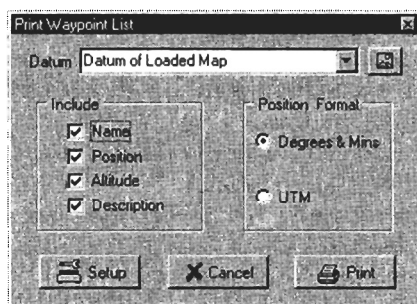 Print Waypoint List
Datum Datum of Loaded Map
Include
Name
Position
Altitude
Description
Position Format
Degrees & Mins
UTM
Setup Cancel Print